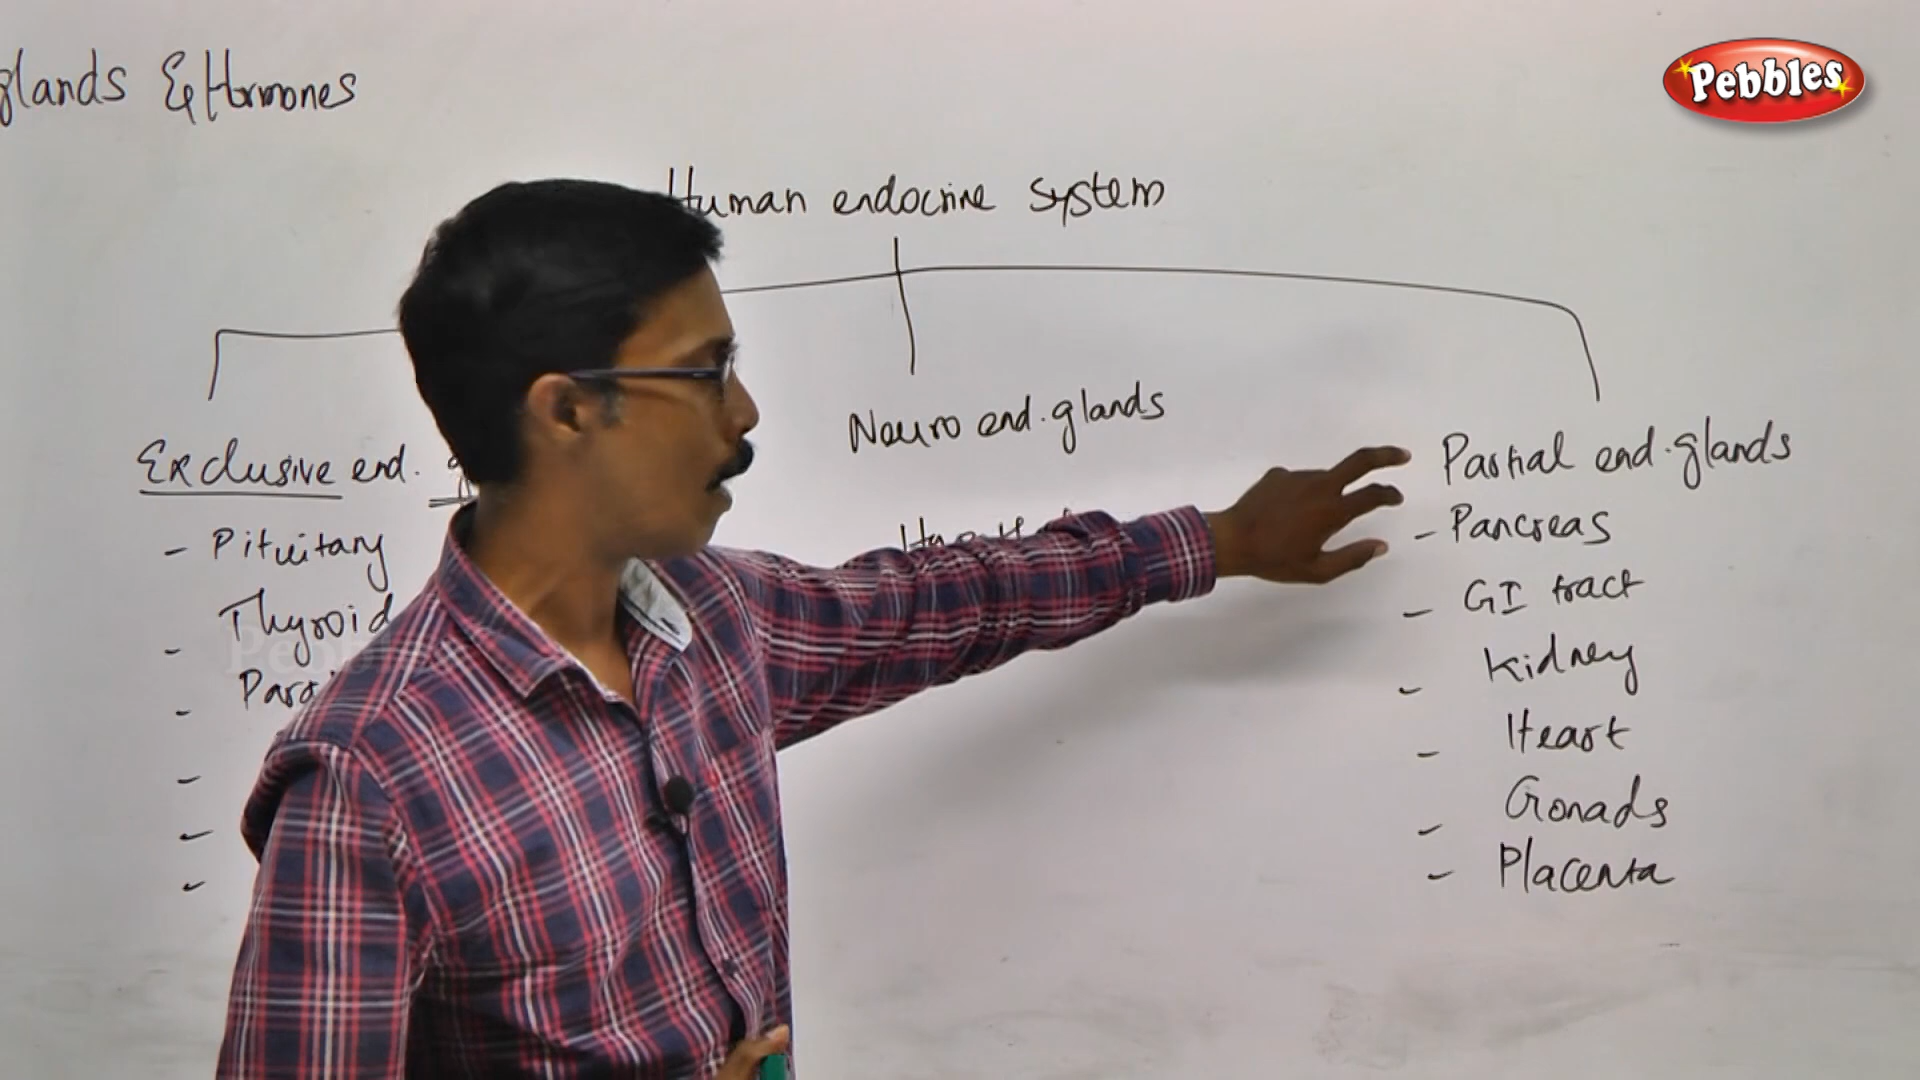 glands & Hormones
Pebbles
Human endocrine system
Neuro end. glands
Exclusive end.
Partial end. glands
- Pituitary
- Pancreas
- Thyroid
- GI tract
-
- Kidney
-
- Heart
-
- Gonads
-
- Placenta